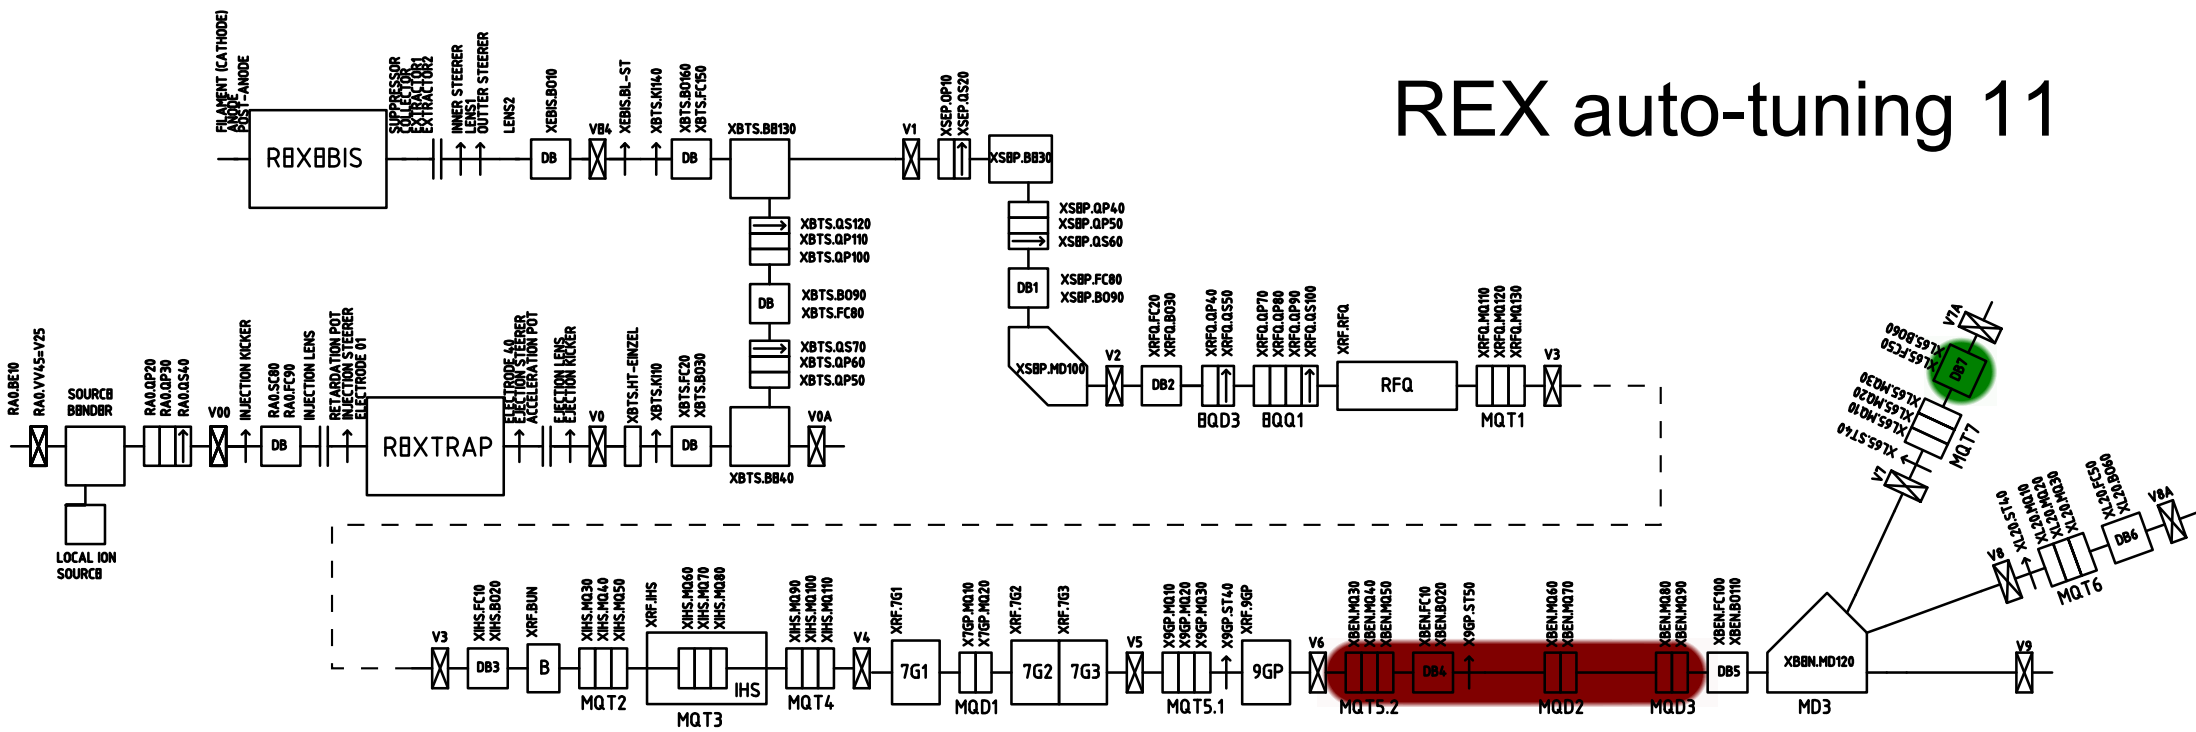 REX auto-tuning 11
FILAMENT (CATHODE)
ANODE
POST-ANODE
REXEBIS
SUPPRESSOR
COLLECTOR
EXTRACTOR1
EXTRACTOR2
INNER STEERER
LENS1
OUTTER STEERER
LENS2
XEBIS.BO10
DB
VE4
XEBIS.BL-ST
XBTS.KI140
XBTS.BO160
XBTS.FC150
DB
XBTS.BE130
V1
XSEP.QP10
XSEP.QS20
XSEP.BE30
XBTS.QS120
XBTS.QP110
XBTS.QP100
DB
XBTS.BO90
XBTS.FC80
XBTS.QS70
XBTS.QP60
XBTS.QP50
XSEP.QP40
XSEP.QP50
XSEP.QS60
DB1
XSEP.FC80
XSEP.BO90
XSEP.MD100
RA0.BE10
RA0.VV45=V25
SOURCE
BENDER
LOCAL ION
SOURCE
RA0.QP20
RA0.QP30
RA0.QS40
V00
INJECTION KICKER
RA0.SC80
RA0.FC90
DB
INJECTION LENS
RETARDATION POT
INJECTION STEERER
ELECTRODE 01
REXTRAP
ELECTRODE 40
EJECTION STEERER
ACCELERATION POT
EJECTION LENS
EJECTION KICKER
V0
XBTS.HT-EINZEL
XBTS.KI10
XBTS.FC20
XBTS.BO30
DB
XBTS.BE40
V0A
V2
XRFQ.FC20
XRFQ.BO30
DB2
XRFQ.QP40
XRFQ.QS50
EQD3
XRFQ.QP70
XRFQ.QP80
XRFQ.QP90
XRFQ.QS100
EQQ1
XRF.RFQ
RFQ
XRFQ.MQ110
XRFQ.MQ120
XRFQ.MQ130
MQT1
V3
V7A
XL65.BO60
XL65.FC50
DB7
XL65.MQ30
XL65.MQ20
XL65.MQ10
XL65.ST40
MQT7
V7
V8
XL20.ST40
XL20.MQ10
XL20.MQ20
XL20.MQ30
MQT6
XL20.FC50
XL20.BO60
DB6
V8A
V3
XIHS.FC10
XIHS.BO20
DB3
XRF.BUN
B
XIHS.MQ30
XIHS.MQ40
XIHS.MQ50
MQT2
XRF.IHS
XIHS.MQ60
XIHS.MQ70
XIHS.MQ80
IHS
MQT3
XIHS.MQ90
XIHS.MQ100
XIHS.MQ110
MQT4
V4
XRF.7G1
7G1
X7GP.MQ10
X7GP.MQ20
MQD1
XRF.7G2
7G2
XRF.7G3
7G3
V5
X9GP.MQ10
X9GP.MQ20
X9GP.MQ30
MQT5.1
X9GP.ST40
XRF.9GP
9GP
V6
XBEN.MQ30
XBEN.MQ40
XBEN.MQ50
MQT5.2
XBEN.FC10
XBEN.BO20
DB4
X9GP.ST50
XBEN.MQ60
XBEN.MQ70
MQD2
XBEN.MQ80
XBEN.MQ90
MQD3
XBEN.FC100
XBEN.BO110
DB5
XBEN.MD120
MD3
V9